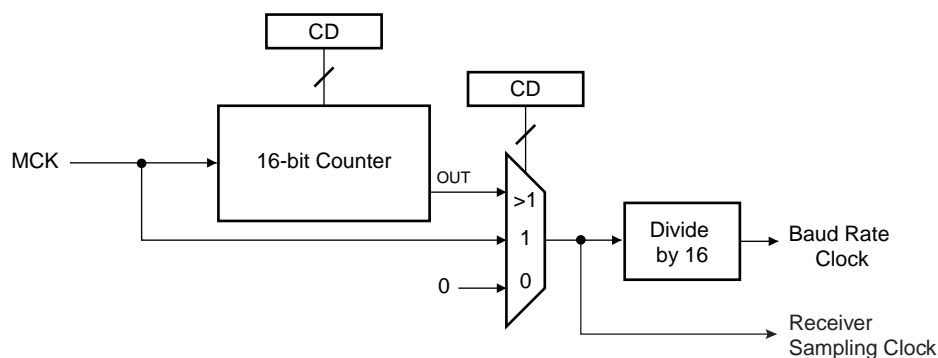 CD
CD
MCK
16-bit Counter
OUT
>1
1
0
0
Divide
by 16
Baud Rate
Clock
Receiver
Sampling Clock